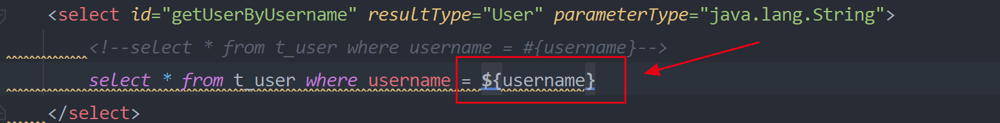 <select id="getUserByUsername" resultType="User" parameterType="java.lang.String">
<!--select * from t_user where username = #{username}-->
select * from t_user where username = ${username}
</select>